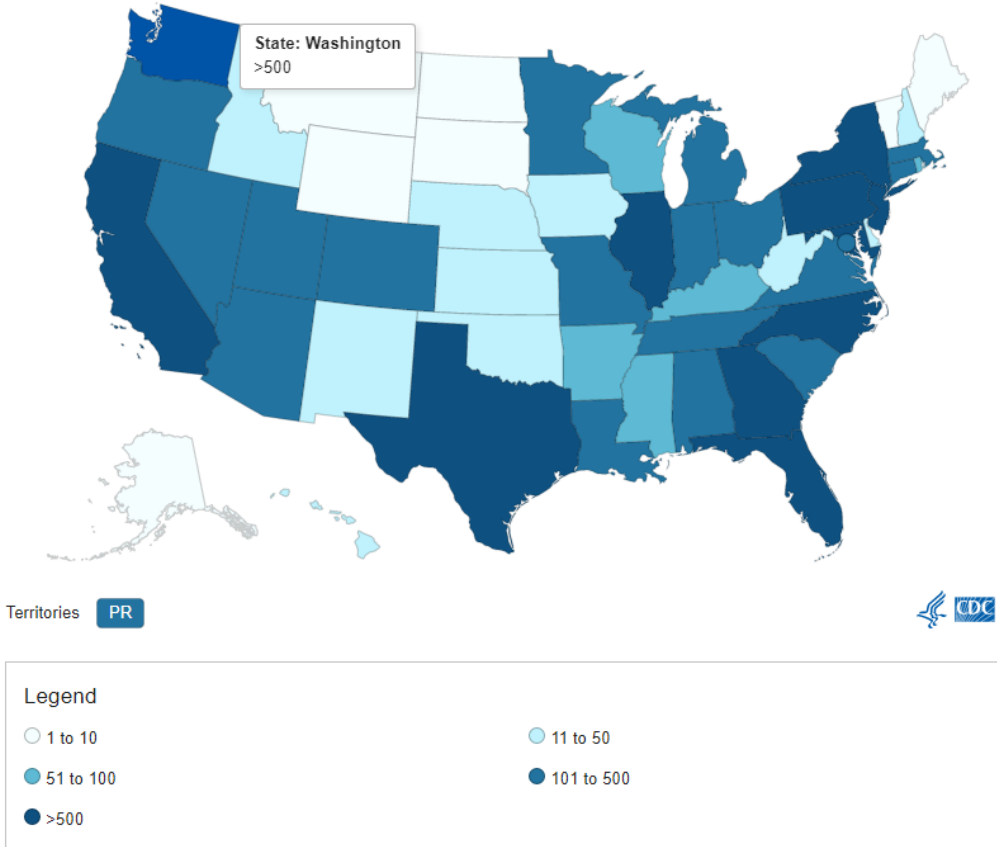 State: Washington
>500
Territories
PR
CDC
Legend
1 to 10
11 to 50
51 to 100
101 to 500
>500